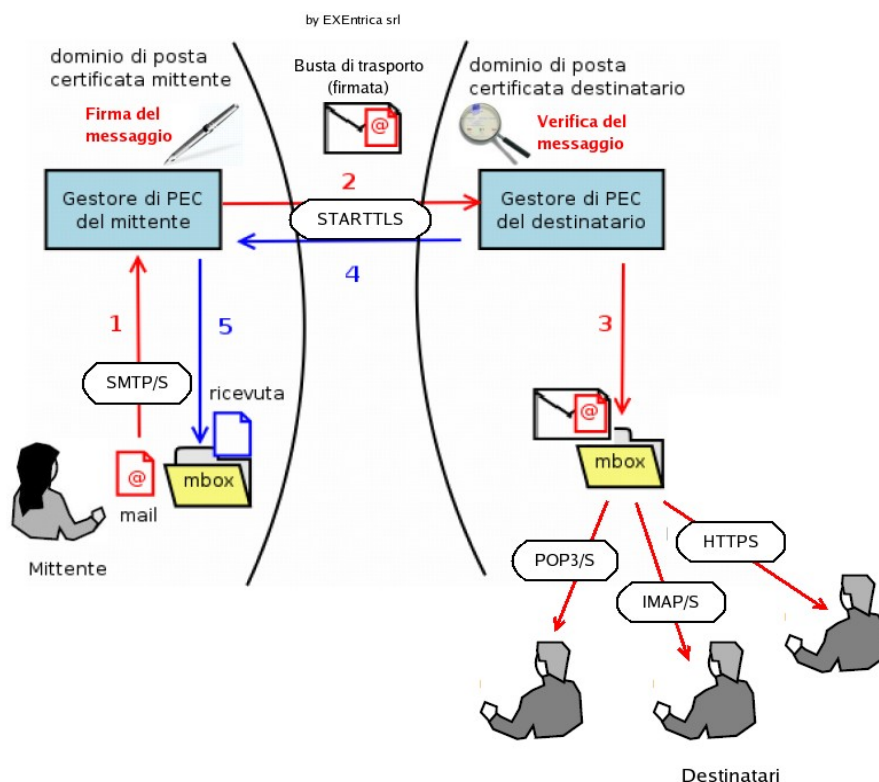 by EXEntrica srl
dominio di posta
certificata mittente
Busta di trasporto
(firmata)
dominio di posta
certificata destinatario
Firma del
messaggio
@
Verifica del
messaggio
2
Gestore di PEC
del mittente
STARTTLS
Gestore di PEC
del destinatario
4
1
5
3
SMTP/S
ricevuta
@
@
mbox
mbox
mail
Mittente
POP3/S
HTTPS
IMAP/S
Destinatari